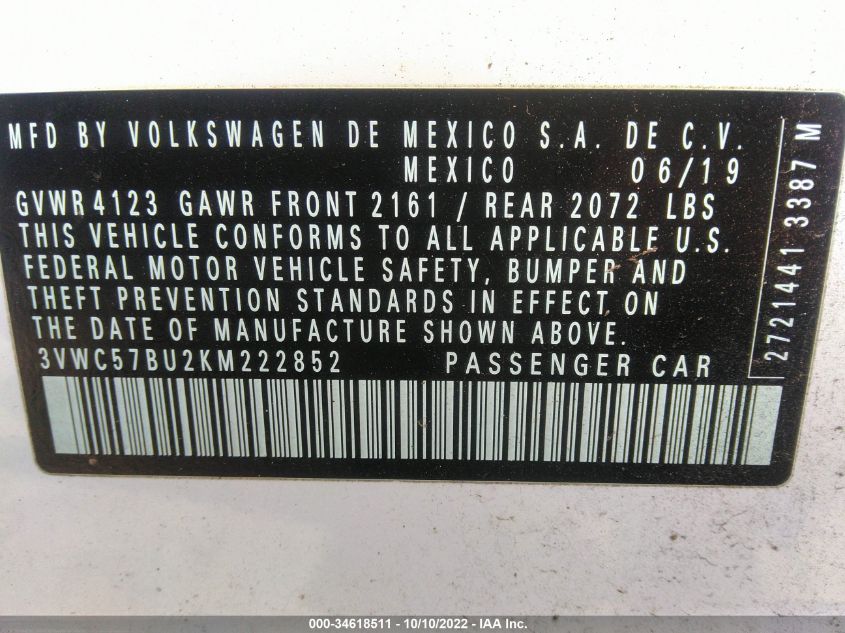 MFD BY VOLKSWAGEN DE MEXICO S.A. DE C.V.
MEXICO 06/19
GVWR 4123 GAWR FRONT 2161 / REAR 2072 LBS
THIS VEHICLE CONFORMS TO ALL APPLICABLE U.S.
FEDERAL MOTOR VEHICLE SAFETY, BUMPER AND
THEFT PREVENTION STANDARDS IN EFFECT ON
THE DATE OF MANUFACTURE SHOWN ABOVE.
3VWC57BU2KM222852 PASSENGER CAR
2721441 3387 M
000-34618511 - 10/10/2022 - IAA Inc.